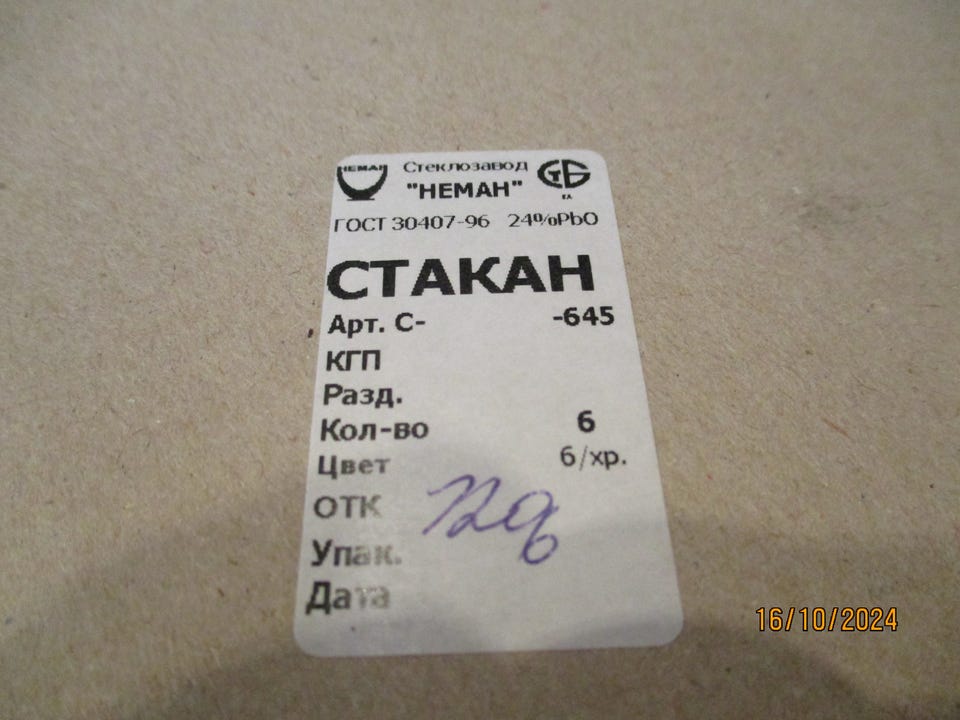 НЕМАН Стеклозавод СТБ
"НЕМАН"
ГОСТ 30407-96 24%PbO
СТАКАН
Арт. С- -645
КГП
Разд.
Кол-во 6
Цвет б/хр.
ОТК
Упак.
Дата
16/10/2024